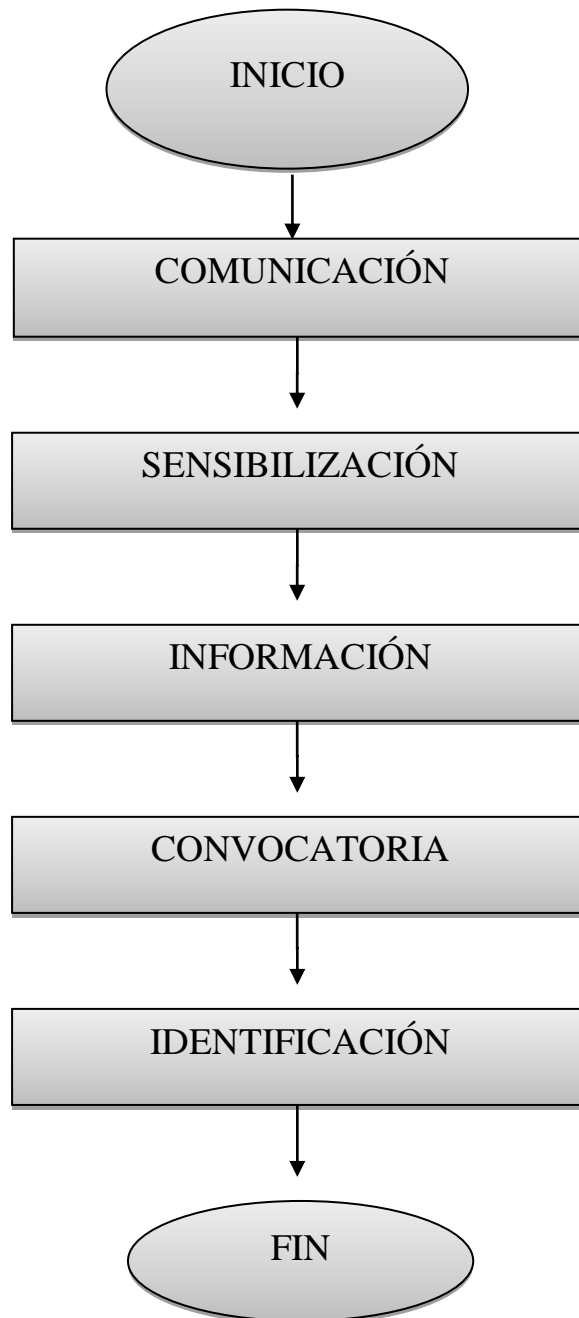 INICIO
COMUNICACIÓN
SENSIBILIZACIÓN
INFORMACIÓN
CONVOCATORIA
IDENTIFICACIÓN
FIN